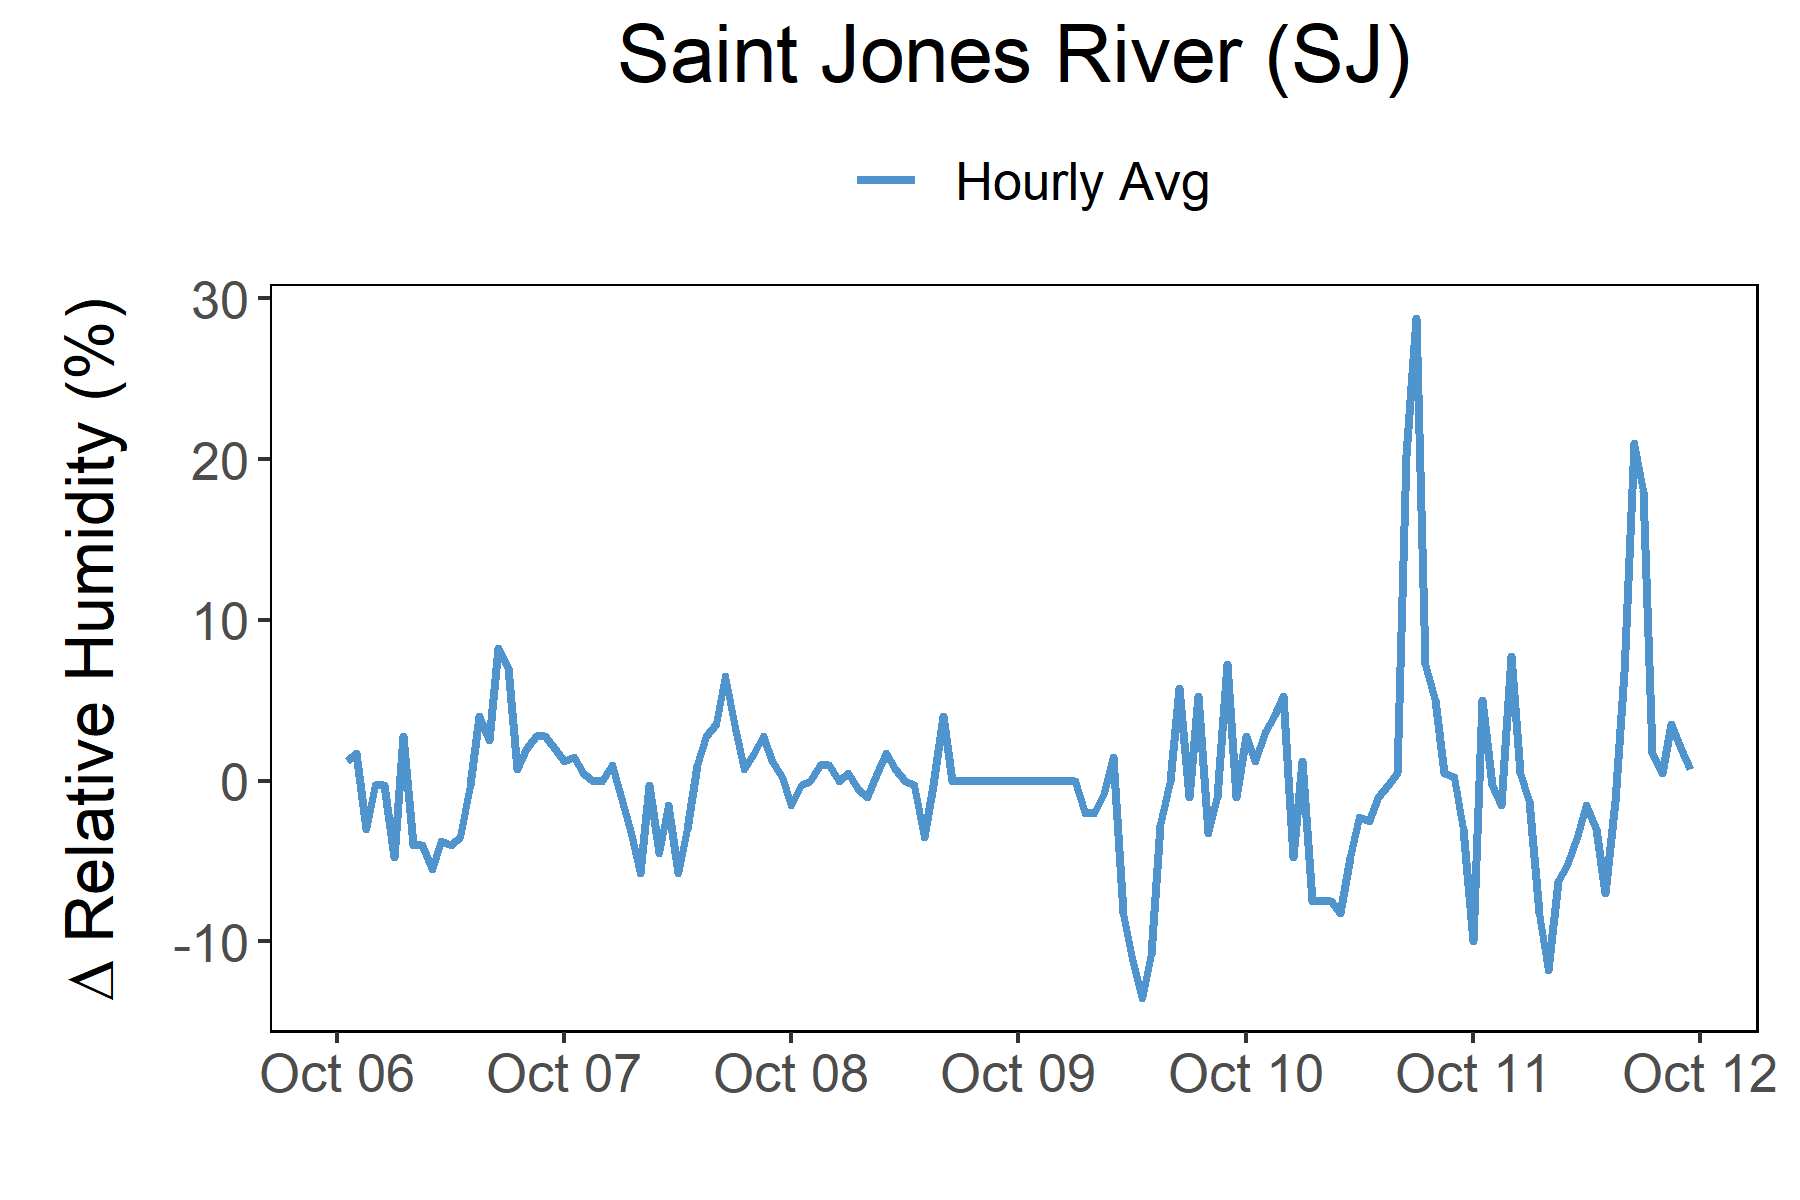 Saint Jones River (SJ)
Hourly Avg
Δ Relative Humidity (%)
30
20
10
0
-10
Oct 06
Oct 07
Oct 08
Oct 09
Oct 10
Oct 11
Oct 12